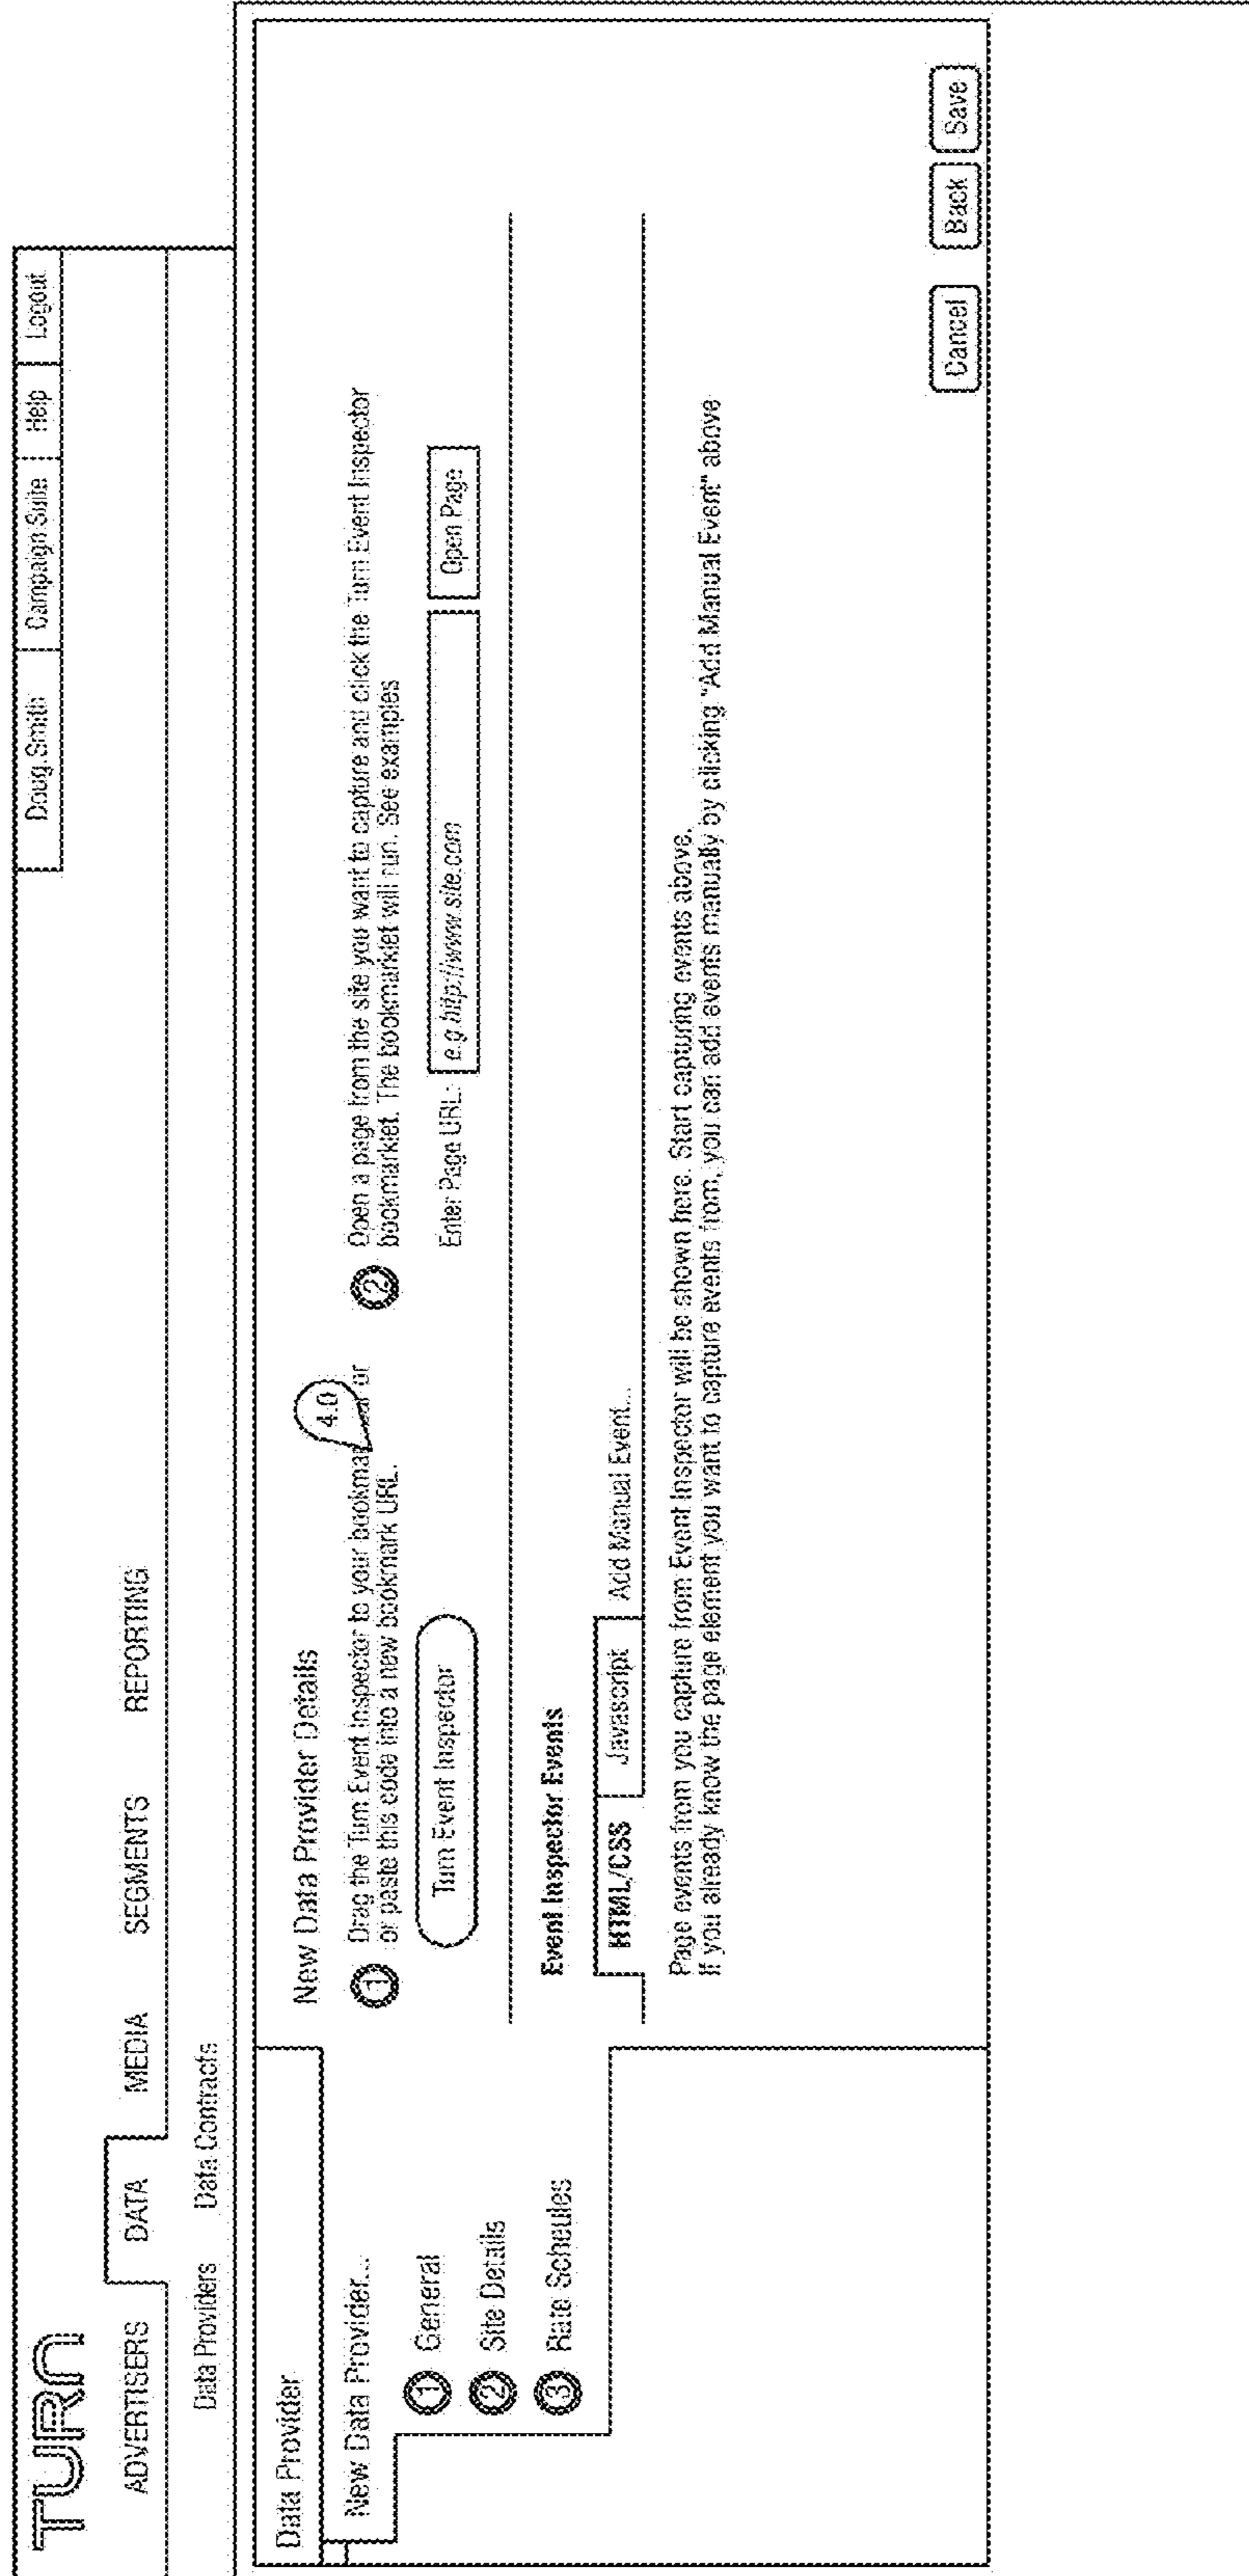 TURN
Doug Smith Campaign Suite Help Logout
ADVERTISERS DATA MEDIA SEGMENTS REPORTING
Data Providers Data Contracts
Data Provider
New Data Provider...
1 General
2 Site Details
3 Rate Scheules
New Data Provider Details
4.0
1 Drag the Turn Event Inspector to your bookmar or
or paste this code into a new bookmark URL.
Turn Event Inspector
2 Open a page from the site you want to capture and click the Turn Event Inspector
bookmarklet. The bookmarklet will run. See examples
Enter Page URL: e.g. http://www.site.com Open Page
Event Inspector Events
HTML/CSS Javascript Add Manual Event...
Page events from you capture from Event Inspector will be shown here. Start capturing events above.
If you already know the page element you want to capture events from, you can add events manually by clicking "Add Manual Event" above
Cancel Back Save